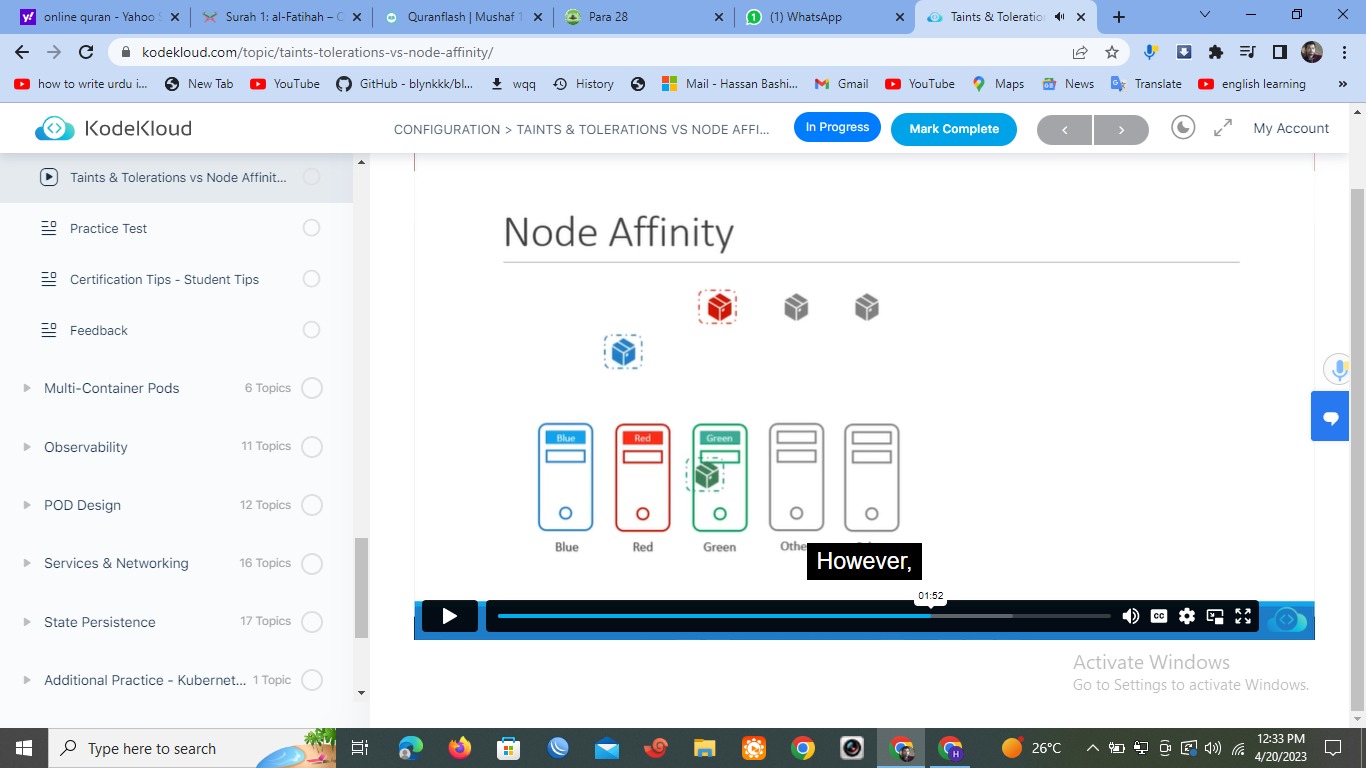 online quran - Yahoo S
Surah 1: al-Fatihah – C
Quranflash | Mushaf 1
Para 28
(1) WhatsApp
Taints & Toleration
kodekloud.com/topic/taints-tolerations-vs-node-affinity/
how to write urdu i...
New Tab
YouTube
GitHub - blynkkk/bl...
wqq
History
Mail - Hassan Bashi...
Gmail
YouTube
Maps
News
Translate
english learning
»
KodeKloud
CONFIGURATION > TAINTS & TOLERATIONS VS NODE AFFI...
In Progress
Mark Complete
My Account
Taints & Tolerations vs Node Affinit...
Practice Test
Certification Tips - Student Tips
Feedback
Multi-Container Pods 6 Topics
Observability 11 Topics
POD Design 12 Topics
Services & Networking 16 Topics
State Persistence 17 Topics
Additional Practice - Kubernet... 1 Topic
Node Affinity
Blue Red Green
Blue Red Green
However,
01:52
CC
Activate Windows
Go to Settings to activate Windows.
Type here to search
26°C
12:33 PM
4/20/2023